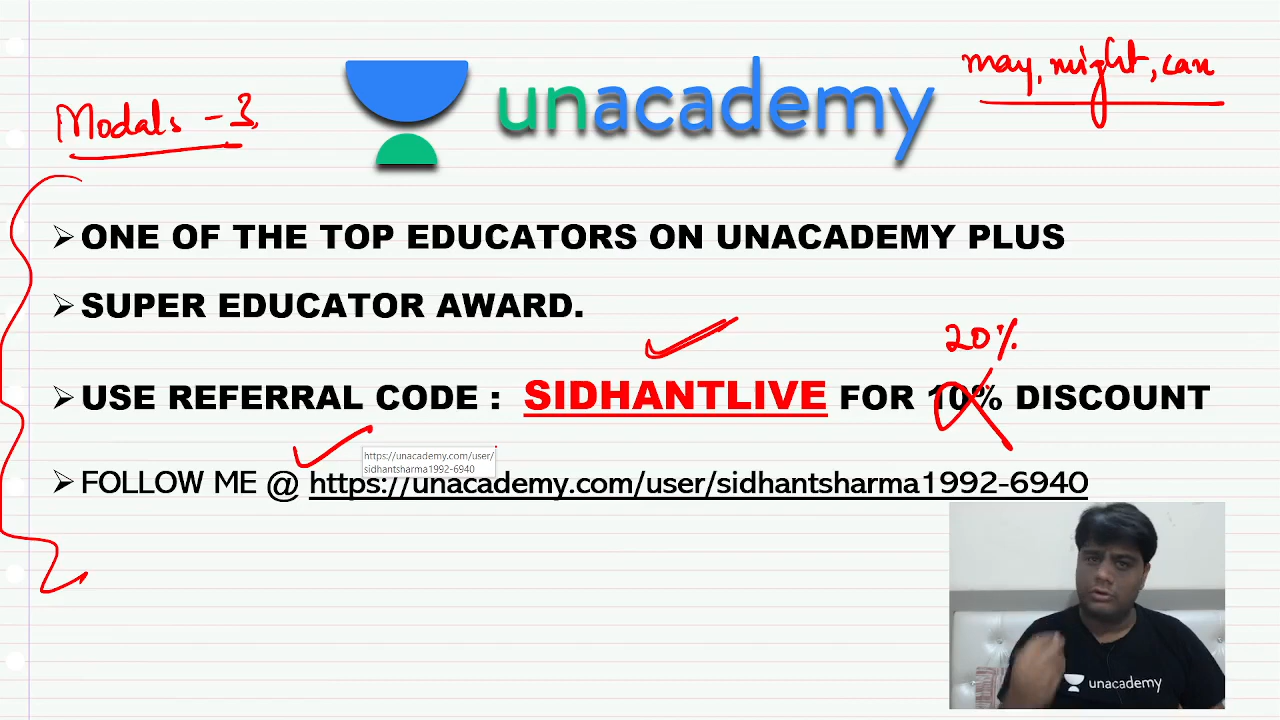 may, might, can
unacademy
Modals - 3,
ONE OF THE TOP EDUCATORS ON UNACADEMY PLUS
SUPER EDUCATOR AWARD.
20%
USE REFERRAL CODE : SIDHANTLIVE FOR 10% DISCOUNT
https://unacademy.com/user/
sidhantsharma1992-6940
FOLLOW ME @ https://unacademy.com/user/sidhantsharma1992-6940
unacademy